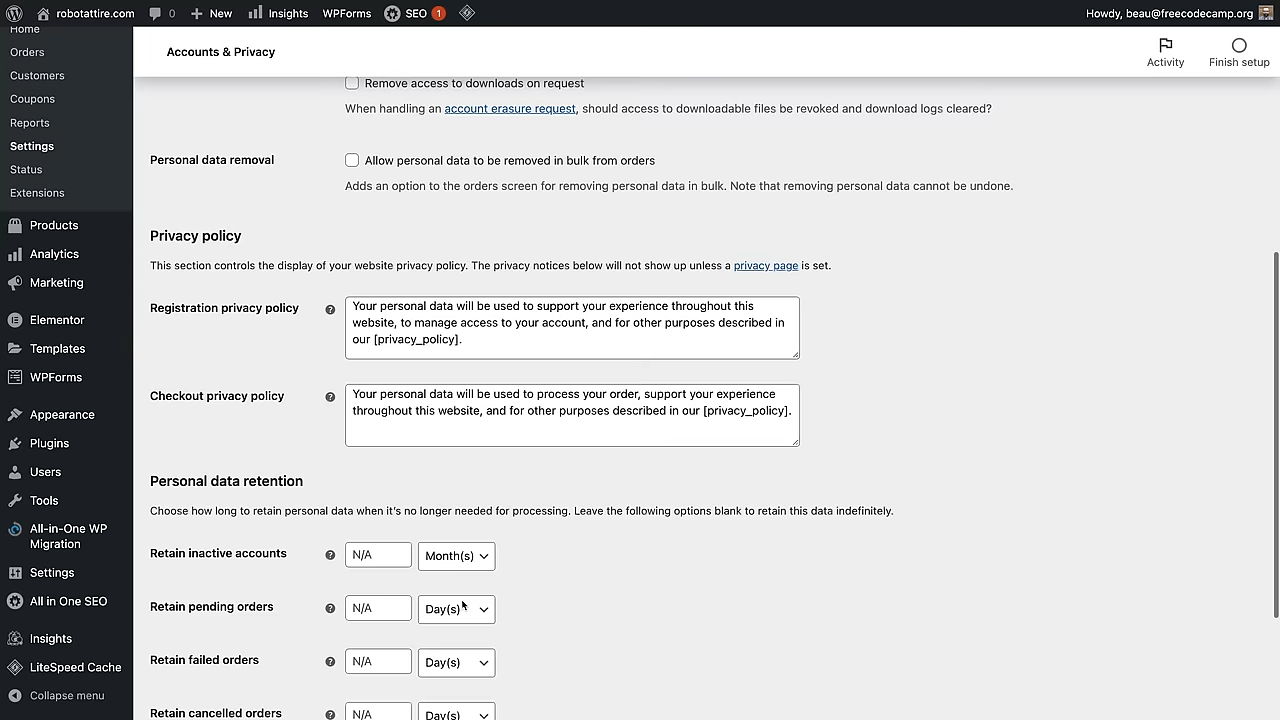 robotattire.com
0
New
Insights
WPForms
SEO
1
Howdy, beau@freecodecamp.org
Home
Orders
Customers
Coupons
Reports
Settings
Status
Extensions
Products
Analytics
Marketing
Elementor
Templates
WPForms
Appearance
Plugins
Users
Tools
All-in-One WP
Migration
Settings
All in One SEO
Insights
LiteSpeed Cache
Collapse menu
Accounts & Privacy
Activity
Finish setup
Remove access to downloads on request
When handling an account erasure request, should access to downloadable files be revoked and download logs cleared?
Personal data removal
Allow personal data to be removed in bulk from orders
Adds an option to the orders screen for removing personal data in bulk. Note that removing personal data cannot be undone.
Privacy policy
This section controls the display of your website privacy policy. The privacy notices below will not show up unless a privacy page is set.
Registration privacy policy
Your personal data will be used to support your experience throughout this
website, to manage access to your account, and for other purposes described in
our [privacy_policy].
Checkout privacy policy
Your personal data will be used to process your order, support your experience
throughout this website, and for other purposes described in our [privacy_policy].
Personal data retention
Choose how long to retain personal data when it's no longer needed for processing. Leave the following options blank to retain this data indefinitely.
Retain inactive accounts
N/A
Month(s)
Retain pending orders
N/A
Day(s)
Retain failed orders
N/A
Day(s)
Retain cancelled orders
N/A
Day(s)